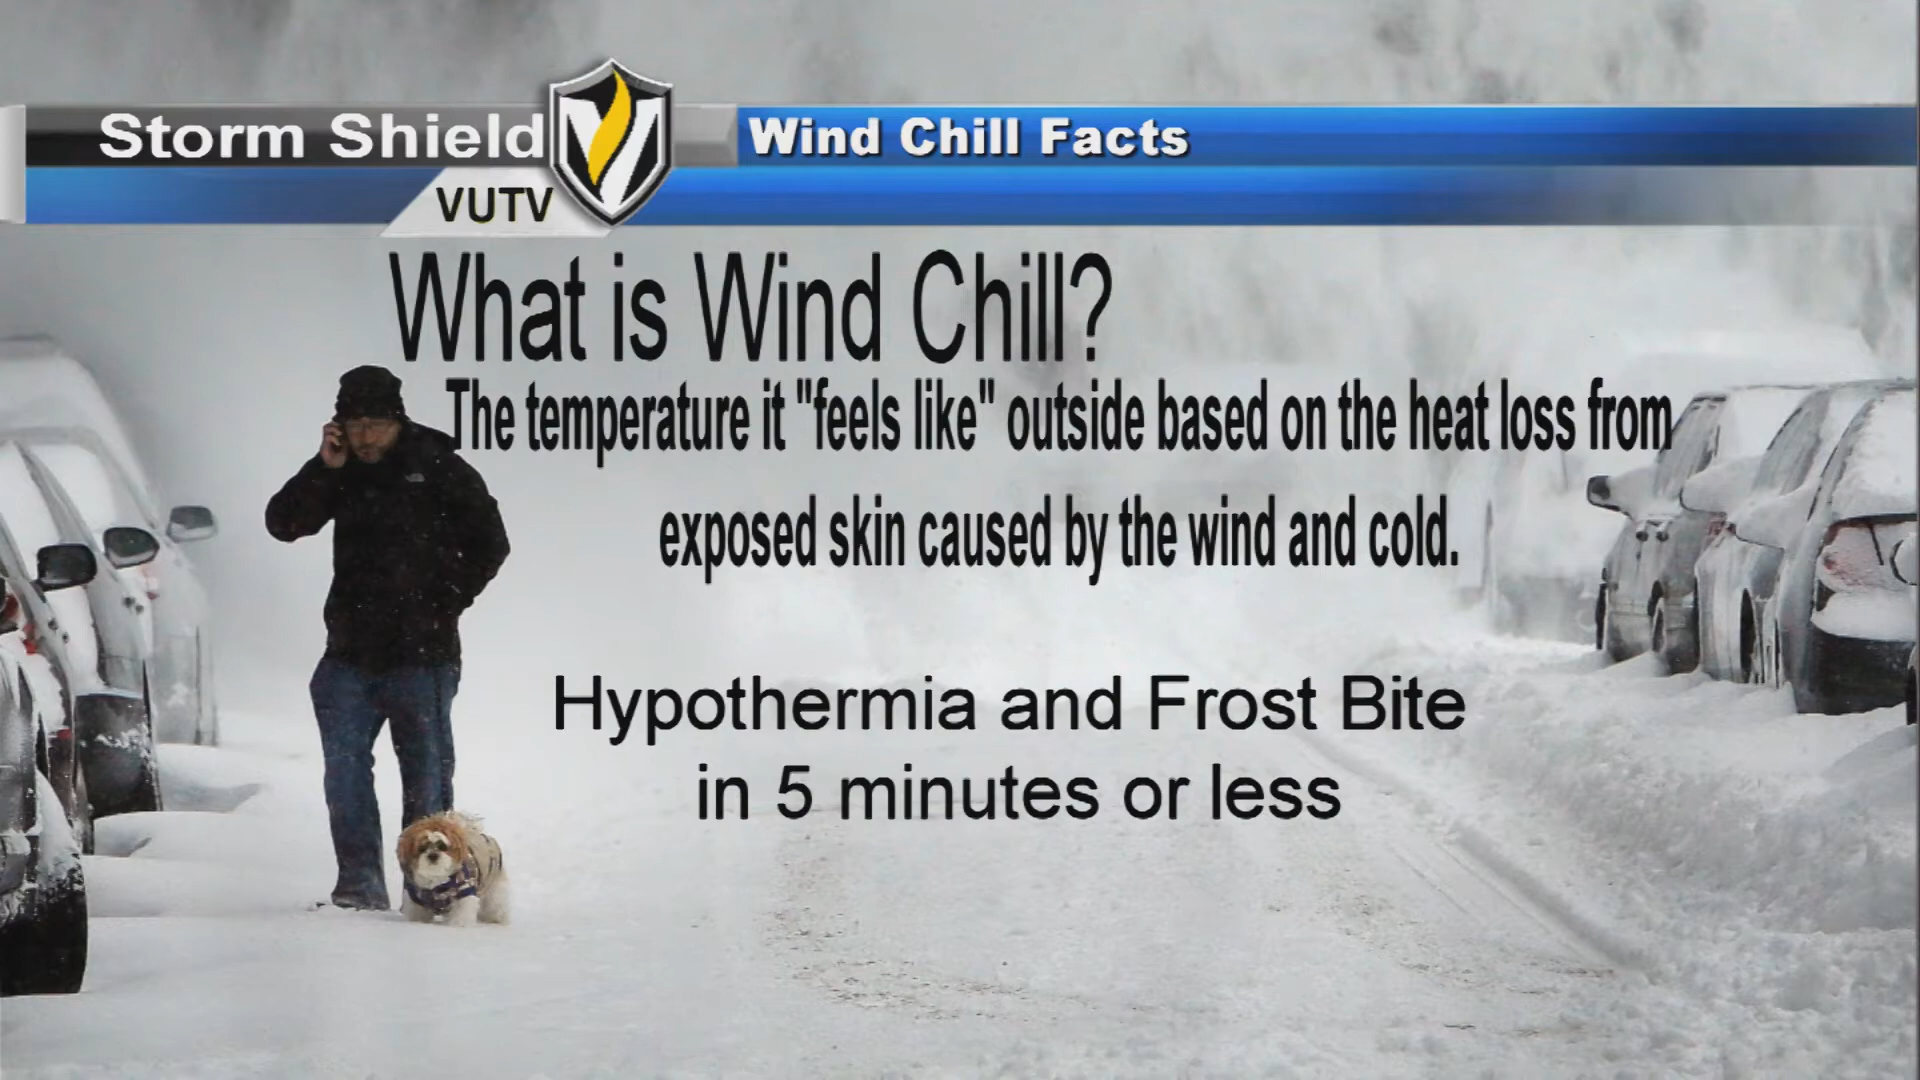 Storm Shield
Wind Chill Facts
VUTV
What is Wind Chill?
The temperature it "feels like" outside based on the heat loss from
exposed skin caused by the wind and cold.
Hypothermia and Frost Bite
in 5 minutes or less